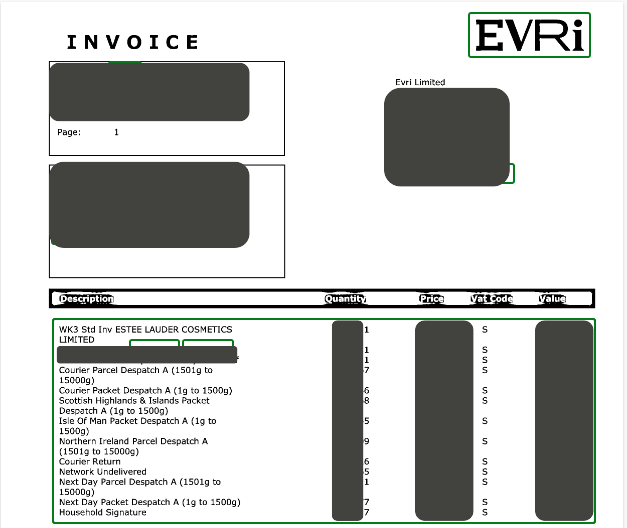 EVRi
INVOICE
Evri Limited
Page: 1
Description Quantity Price Vat Code Value
WK3 Std Inv ESTEE LAUDER COSMETICS 1 S
LIMITED
1 S
1 S
Courier Parcel Despatch A (1501g to 7 S
15000g)
Courier Packet Despatch A (1g to 1500g) 6 S
Scottish Highlands & Islands Packet 8 S
Despatch A (1g to 1500g)
Isle Of Man Packet Despatch A (1g to 5 S
1500g)
Northern Ireland Parcel Despatch A 9 S
(1501g to 15000g)
Courier Return 6 S
Network Undelivered 5 S
Next Day Parcel Despatch A (1501g to 1 S
15000g)
Next Day Packet Despatch A (1g to 1500g) 7 S
Household Signature 7 S